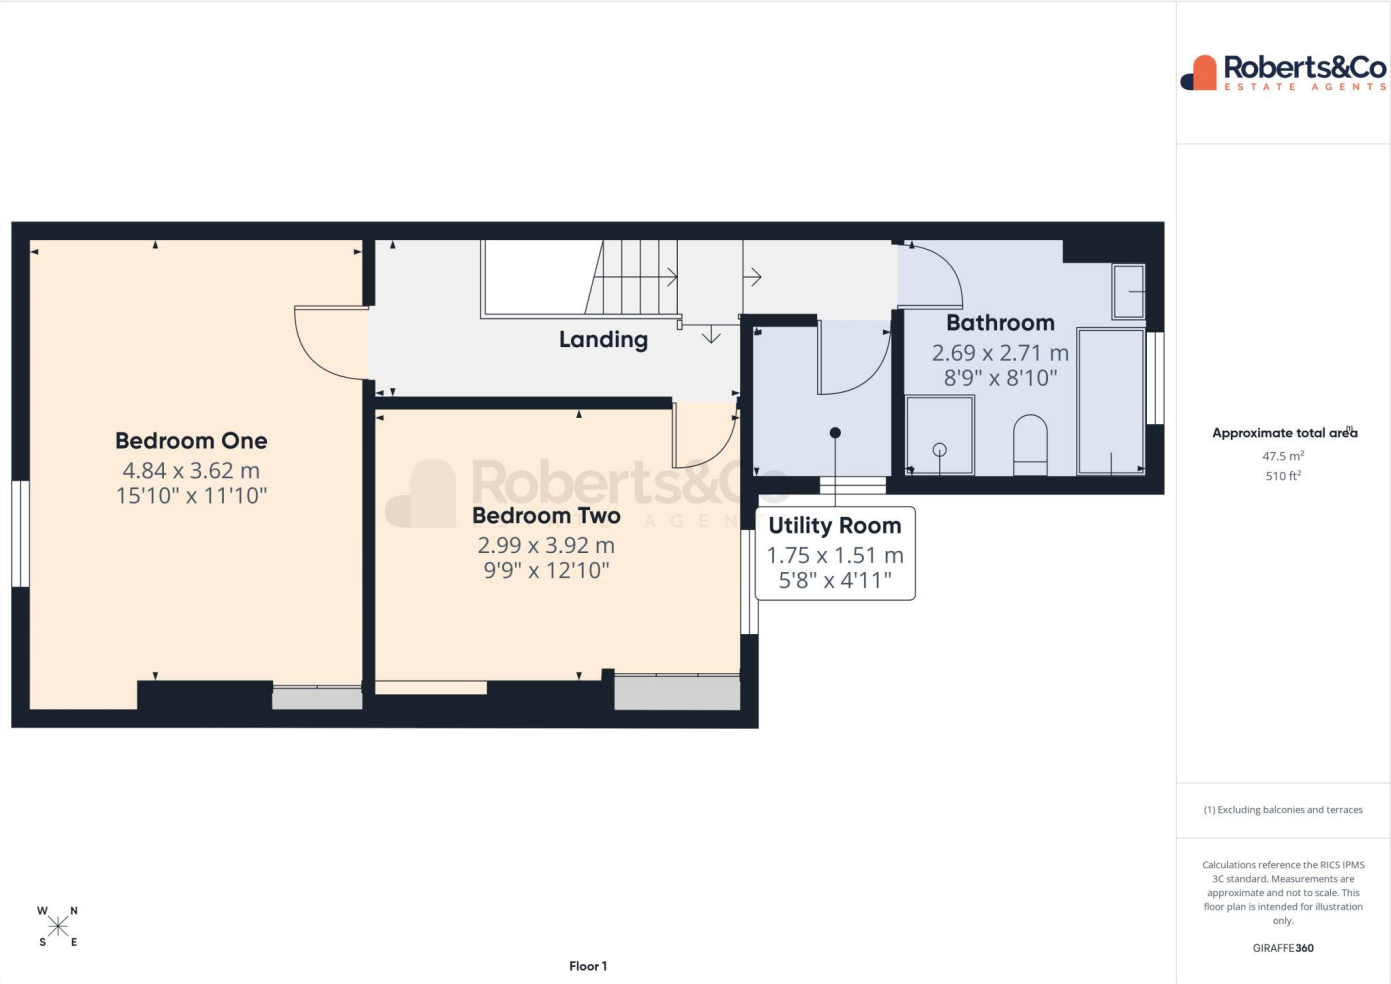 Roberts&Co
ESTATE AGENTS
Landing
Bathroom
2.69 x 2.71 m
8'9" x 8'10"
Bedroom One
4.84 x 3.62 m
15'10" x 11'10"
Roberts&Co
ESTATE AGENTS
Bedroom Two
2.99 x 3.92 m
9'9" x 12'10"
Utility Room
1.75 x 1.51 m
5'8" x 4'11"
Approximate total area(1)
47.5 m²
510 ft²
(1) Excluding balconies and terraces
Calculations reference the RICS IPMS
3C standard. Measurements are
approximate and not to scale. This
floor plan is intended for illustration
only.
GIRAFFE360
W N
S E
Floor 1